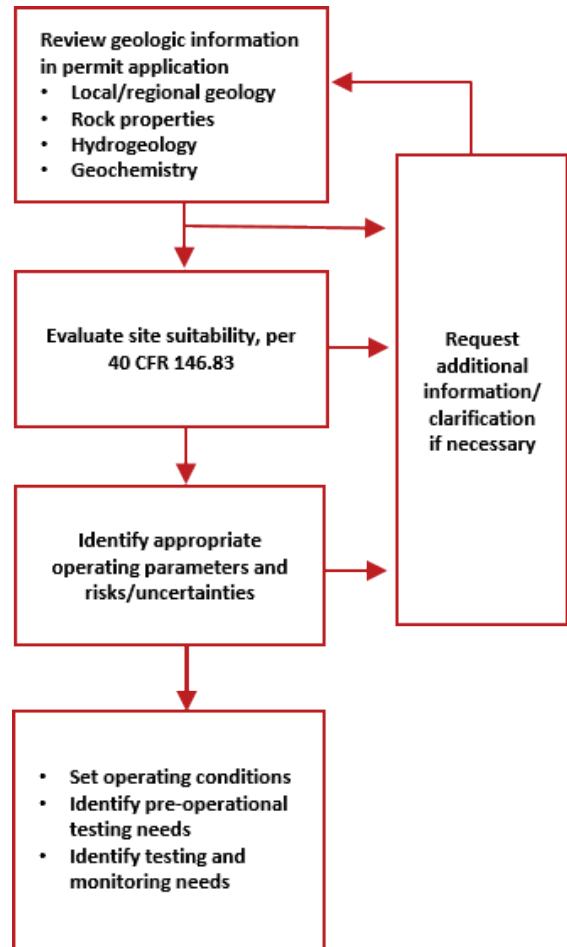 Review geologic information
in permit application
• Local/regional geology
• Rock properties
• Hydrogeology
• Geochemistry
Evaluate site suitability, per
40 CFR 146.83
Request
additional
information/
clarification
if necessary
Identify appropriate
operating parameters and
risks/uncertainties
• Set operating conditions
• Identify pre-operational
testing needs
• Identify testing and
monitoring needs